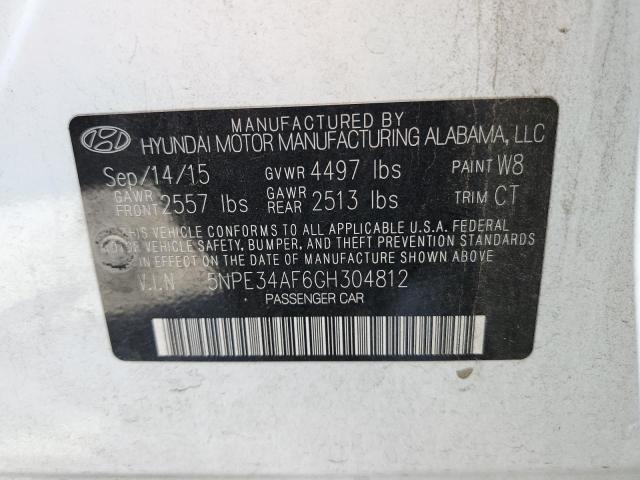 MANUFACTURED BY
HYUNDAI MOTOR MANUFACTURING ALABAMA, LLC
Sep/14/15 GVWR 4497 lbs PAINT W8
GAWR FRONT 2557 lbs GAWR REAR 2513 lbs TRIM CT
THIS VEHICLE CONFORMS TO ALL APPLICABLE U.S.A. FEDERAL
MOTOR VEHICLE SAFETY, BUMPER, AND THEFT PREVENTION
IN EFFECT ON THE DATE OF MANUFACTURE SHOWN ABOVE
V.I.N 5NPE34AF6GH304812
PASSENGER CAR